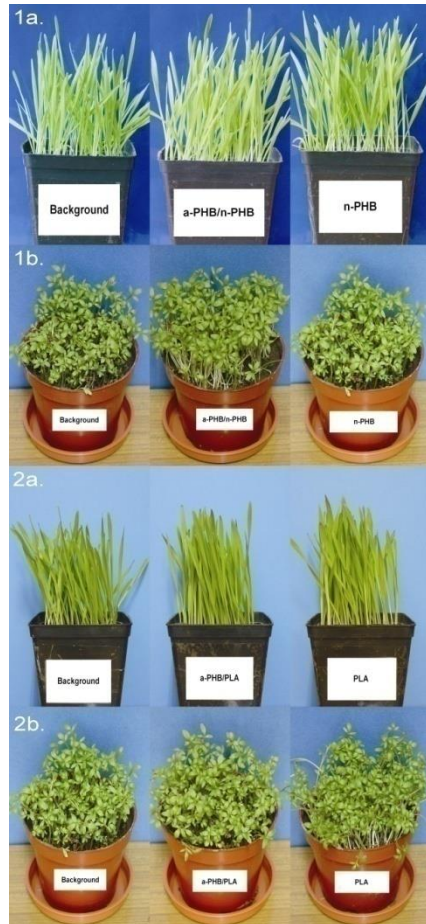 1a.
Background
a-PHB/n-PHB
n-PHB
1b.
Background
a-PHB/n-PHB
n-PHB
2a.
Background
a-PHB/PLA
PLA
2b.
Background
a-PHB/PLA
PLA